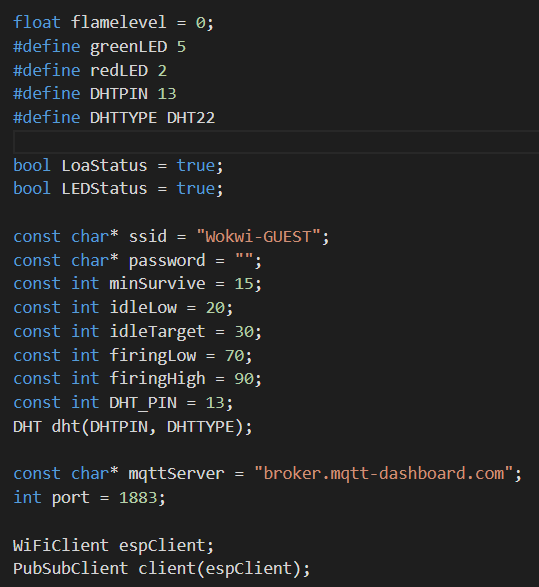 float flamelevel = 0;
#define greenLED 5
#define redLED 2
#define DHTPIN 13
#define DHTTYPE DHT22
bool LoaStatus = true;
bool LEDStatus = true;
const char* ssid = "Wokwi-GUEST";
const char* password = "";
const int minSurvive = 15;
const int idleLow = 20;
const int idleTarget = 30;
const int firingLow = 70;
const int firingHigh = 90;
const int DHT_PIN = 13;
DHT dht(DHTPIN, DHTTYPE);
const char* mqttServer = "broker.mqtt-dashboard.com";
int port = 1883;
WiFiClient espClient;
PubSubClient client(espClient);